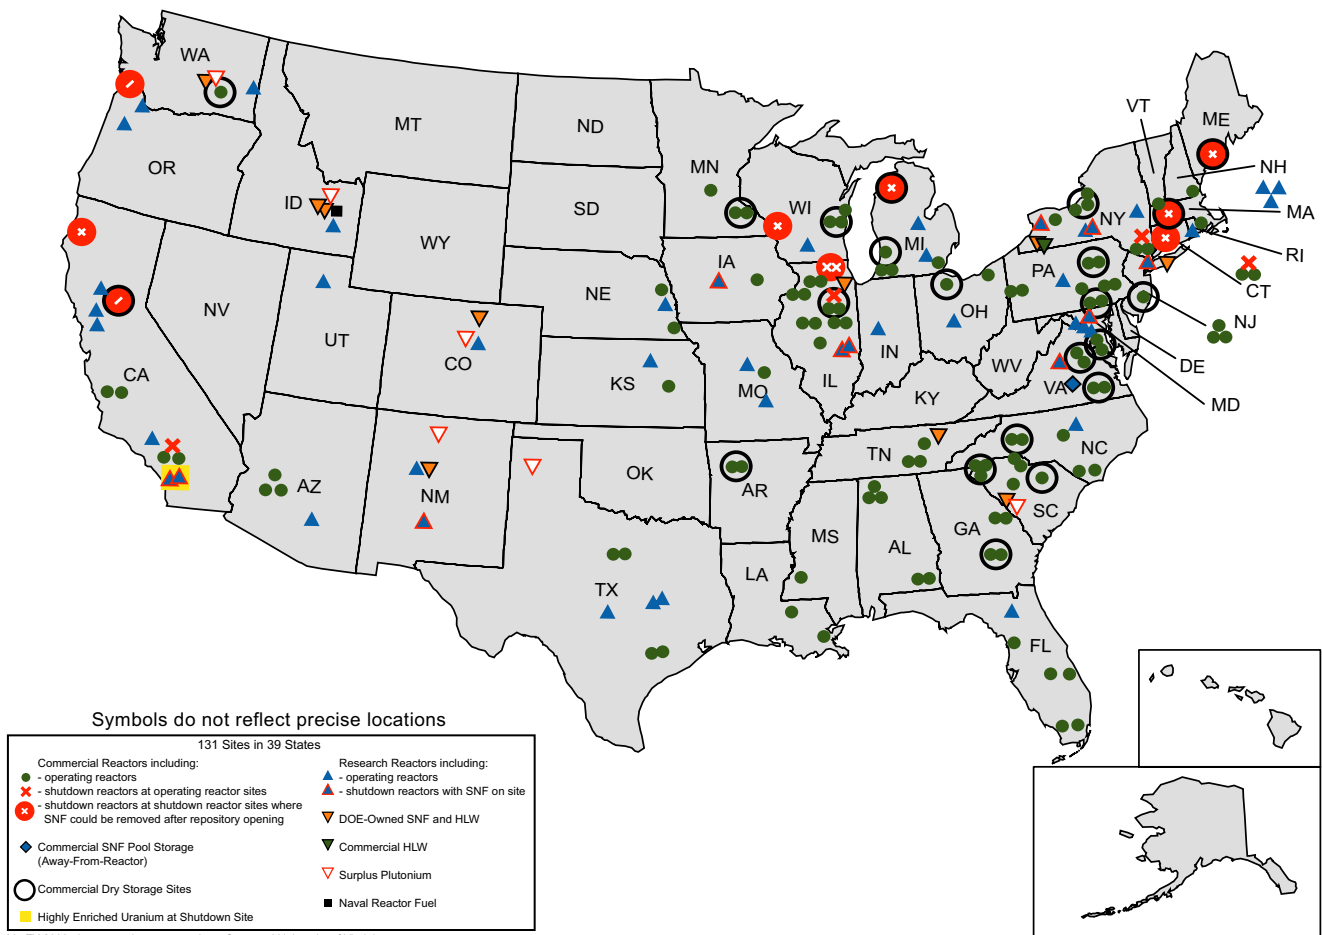 WA
MT
ND
MN
VT
ME
OR
ID
SD
WI
NH
MA
NY
WY
MI
RI
IA
PA
CT
NV
NE
OH
NJ
UT
CO
IN
DE
CA
KS
MO
IL
WV
VA
MD
KY
TN
NC
AZ
NM
OK
AR
SC
GA
MS
AL
TX
LA
FL
Symbols do not reflect precise locations
131 Sites in 39 States
Commercial Reactors including:
- operating reactors
- shutdown reactors at operating reactor sites
- shutdown reactors at shutdown reactor sites where
SNF could be removed after repository opening
Commercial SNF Pool Storage
(Away-From-Reactor)
Commercial Dry Storage Sites
Highly Enriched Uranium at Shutdown Site
Research Reactors including:
- operating reactors
- shutdown reactors with SNF on site
DOE-Owned SNF and HLW
Commercial HLW
Surplus Plutonium
Naval Reactor Fuel